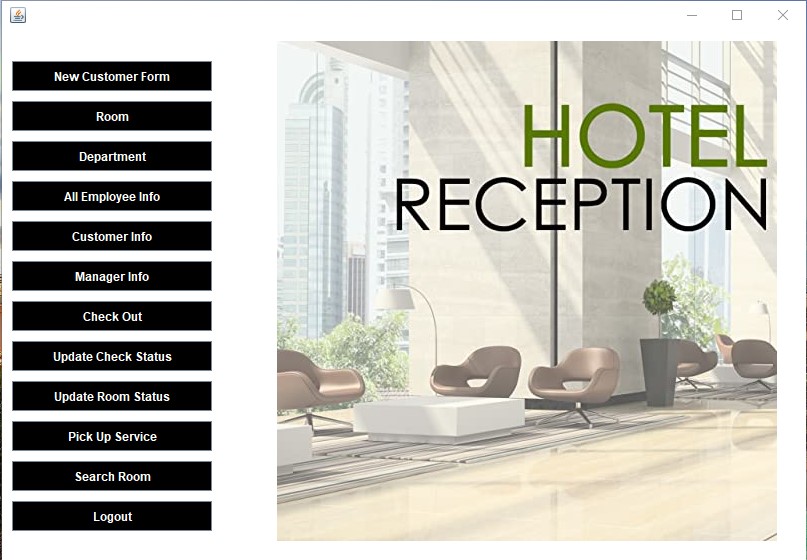 New Customer Form
Room
Department
All Employee Info
Customer Info
Manager Info
Check Out
Update Check Status
Update Room Status
Pick Up Service
Search Room
Logout
HOTEL
RECEPTION